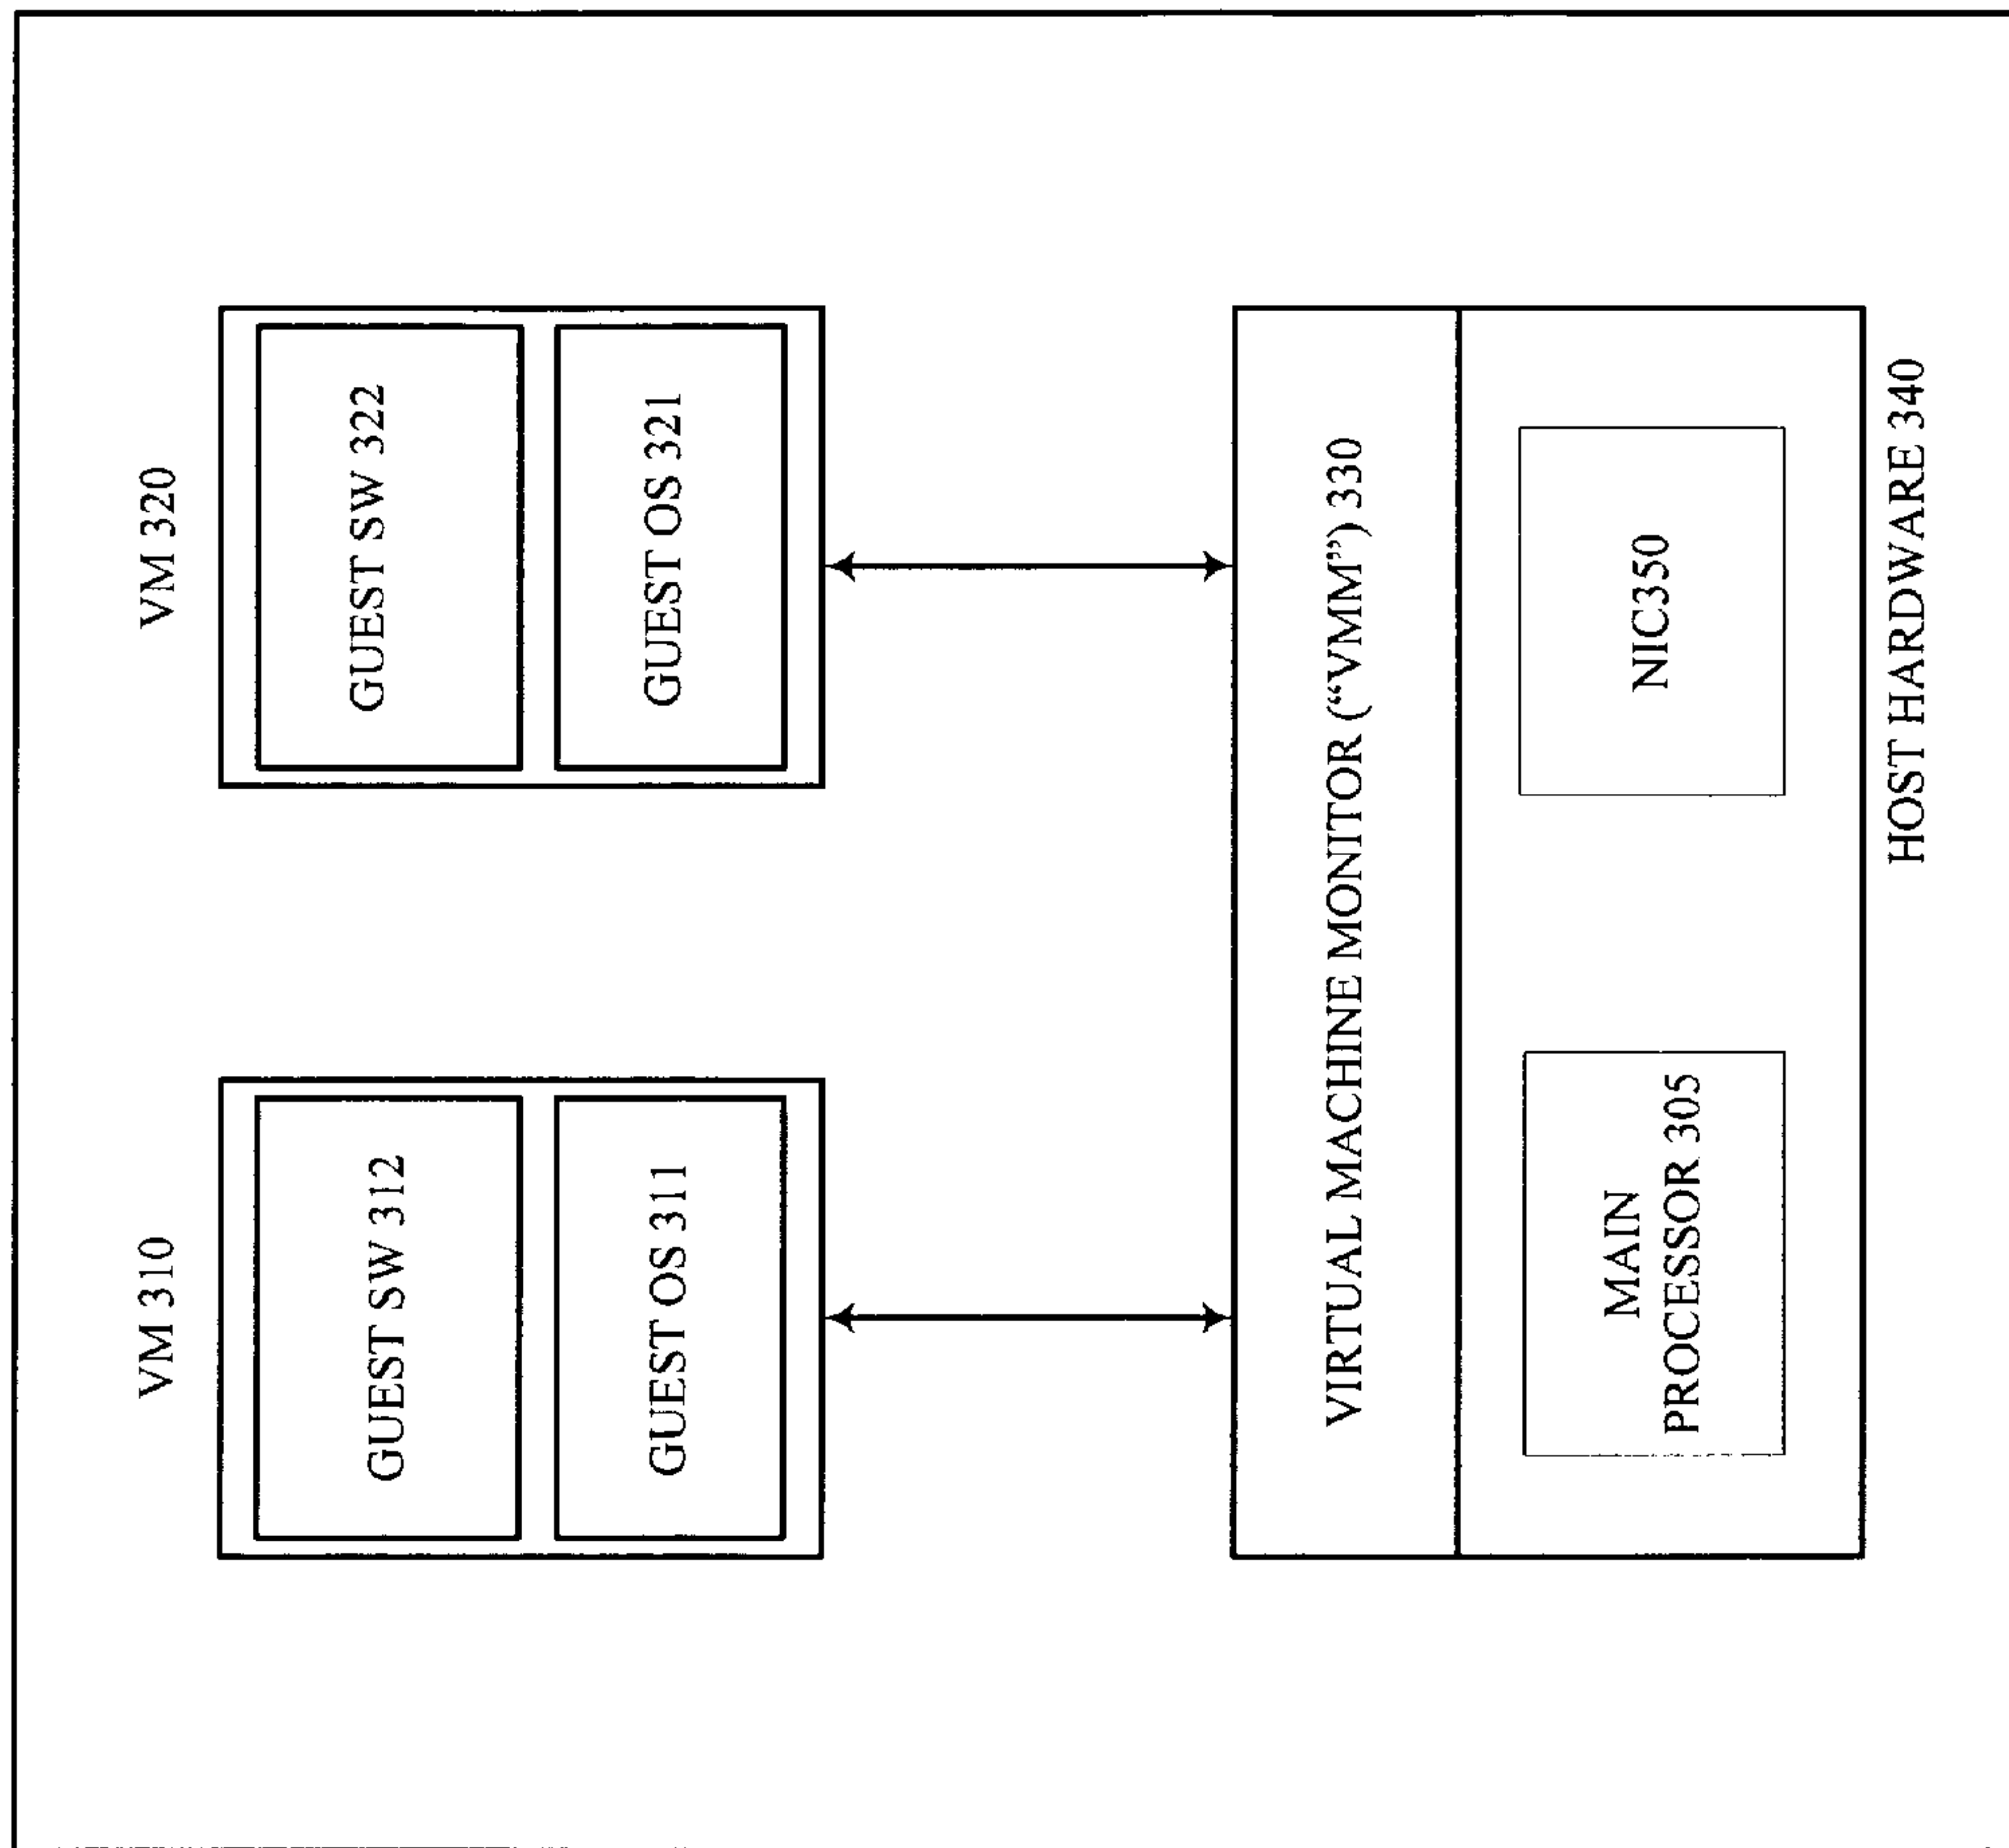 VM 310
VM 320
GUEST SW 312
GUEST SW 322
GUEST OS 311
GUEST OS 321
VIRTUAL MACHINE MONITOR (“VMM”) 330
MAIN
PROCESSOR 305
NIC350
HOST HARDWARE 340